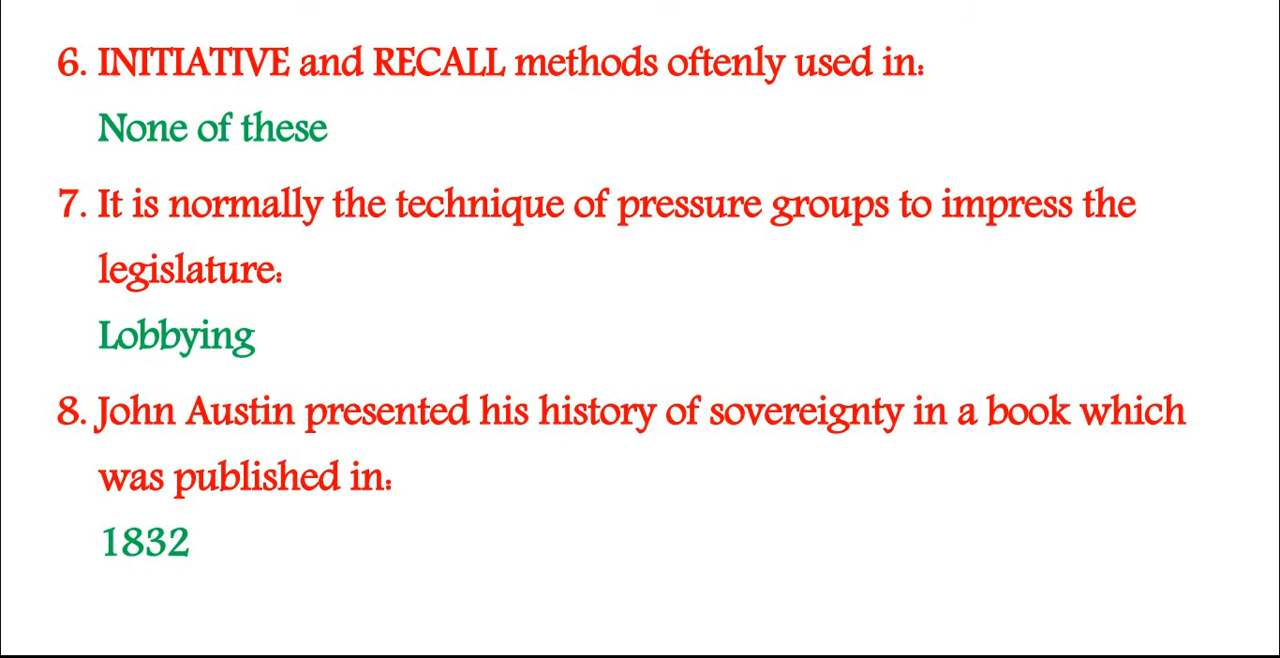 6. INITIATIVE and RECALL methods oftenly used in:
None of these
7. It is normally the technique of pressure groups to impress the
legislature:
Lobbying
8. John Austin presented his history of sovereignty in a book which
was published in:
1832